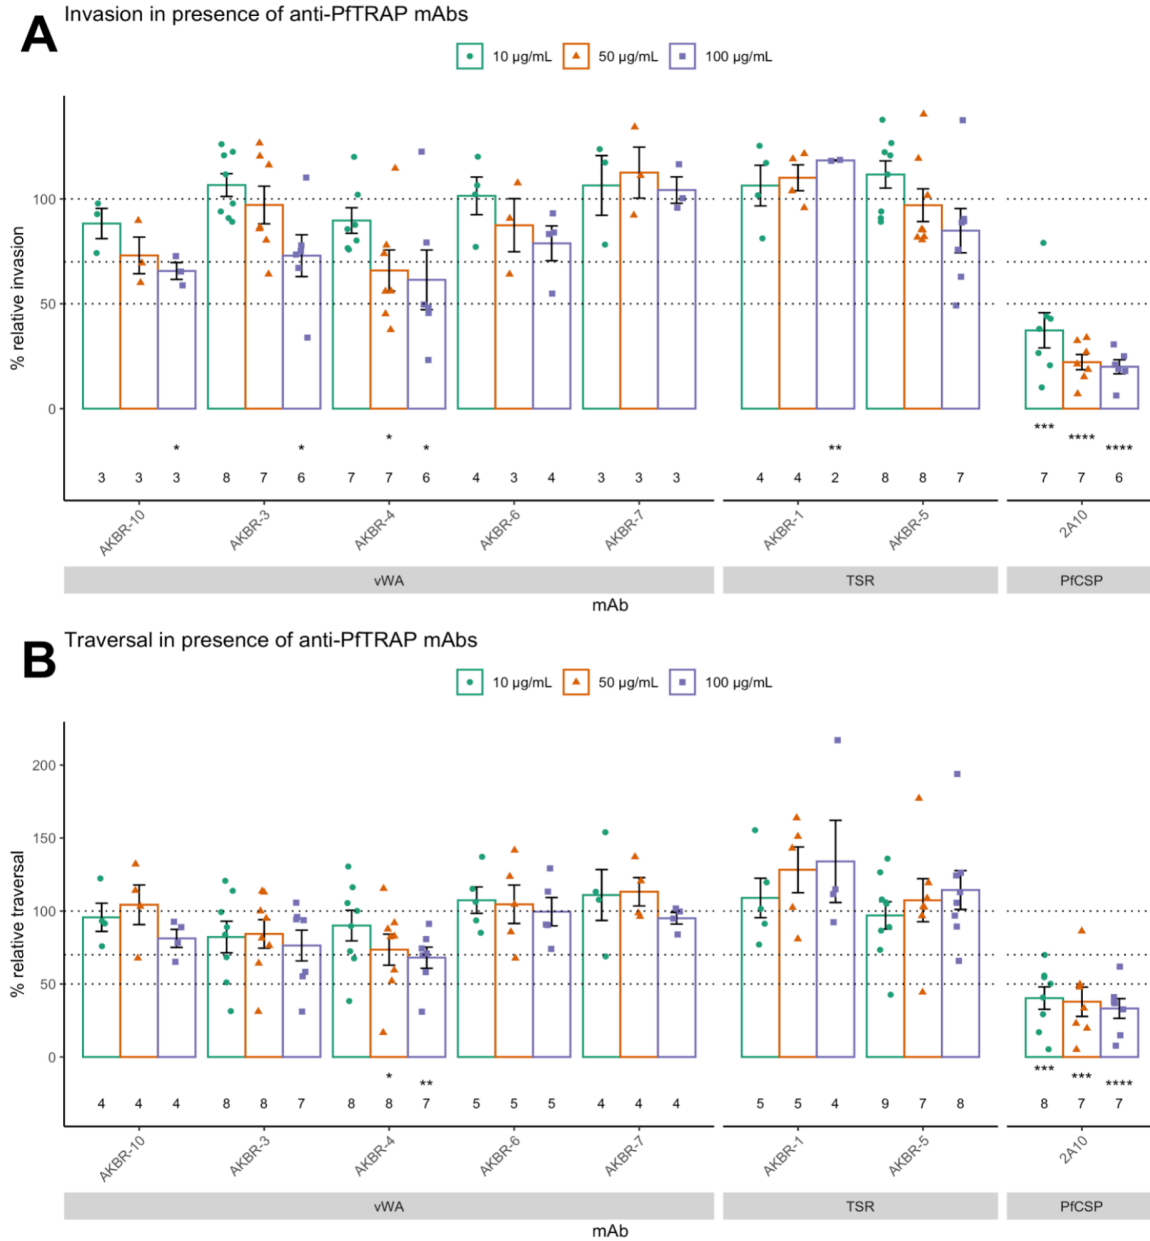 A
Invasion in presence of anti-PfTRAP mAbs
10 µg/mL 50 µg/mL 100 µg/mL
% relative invasion
100
50
0
* * * * ** *** **** ****
3 3 3 8 7 6 7 7 6 4 3 4 3 3 3 4 4 2 8 8 7 7 7 6
AKBR-10 AKBR-3 AKBR-4 AKBR-6 AKBR-7 AKBR-1 AKBR-5 2A10
vWA TSR PfCSP
mAb
B
Traversal in presence of anti-PfTRAP mAbs
10 µg/mL 50 µg/mL 100 µg/mL
% relative traversal
200
150
100
50
0
* ** *** *** ****
4 4 4 8 8 7 8 8 7 5 5 5 4 4 4 5 5 4 9 7 8 8 7 7
AKBR-10 AKBR-3 AKBR-4 AKBR-6 AKBR-7 AKBR-1 AKBR-5 2A10
vWA TSR PfCSP
mAb